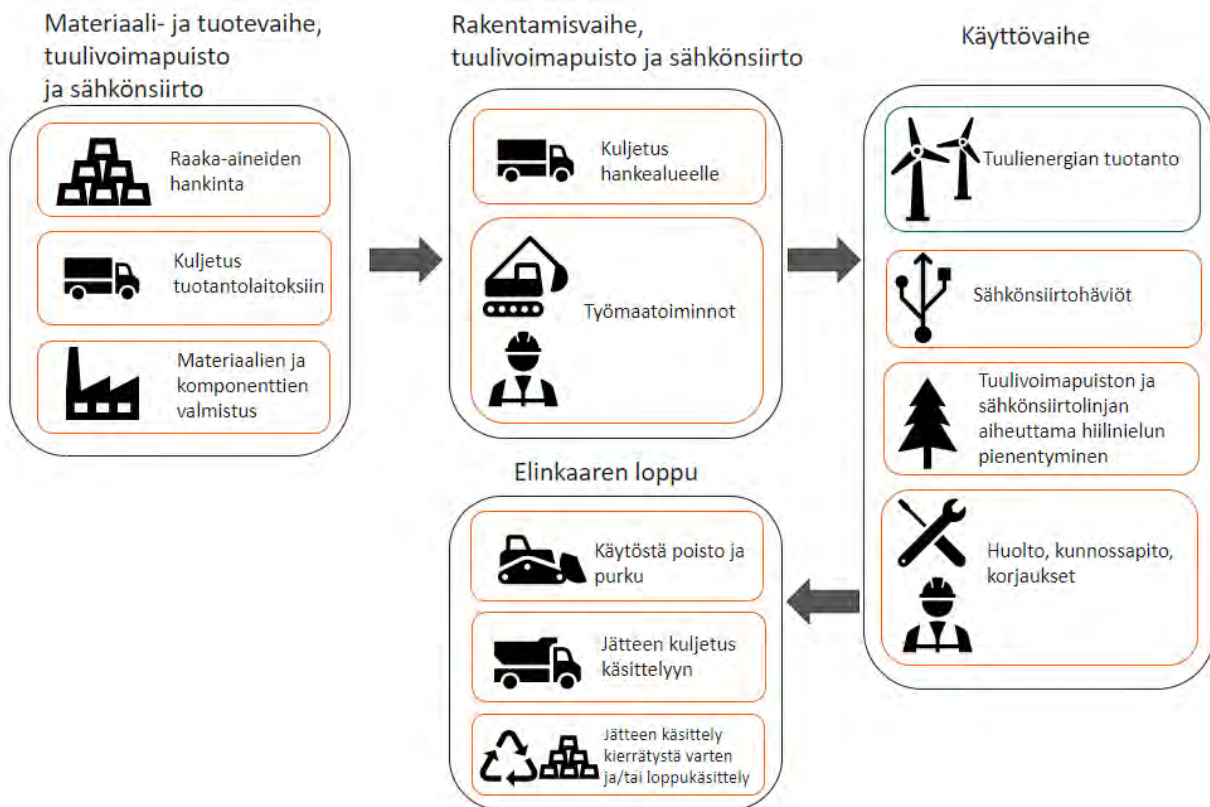 Materiaali- ja tuotevaihe,
tuulivoimapuisto
ja sähkönsiirto
Raaka-aineiden
hankinta
Kuljetus
tuotantolaitoksiin
Materiaalien ja
komponenttien
valmistus
Rakentamisvaihe,
tuulivoimapuisto ja sähkönsiirto
Kuljetus
hankealueelle
Työmaatoiminnot
Käyttövaihe
Tuulienergian tuotanto
Sähkönsiirtohäviöt
Tuulivoimapuiston ja
sähkönsiirtolinjan
aiheuttama hiilinielun
pienentyminen
Huolto, kunnossapito,
korjaukset
Elinkaaren loppu
Käytöstä poisto ja
purku
Jätteen kuljetus
käsittelyyn
Jätteen käsittely
kierrätystä varten
ja/tai loppukäsittely